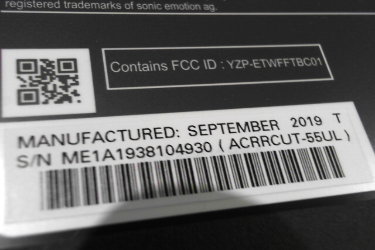 registered trademarks of sonic emotion ag.
Contains FCC ID : YZP-ETWFFTBC01
MANUFACTURED: SEPTEMBER 2019 T
S/N ME1A1938104930 ( ACRRCUT-55UL )